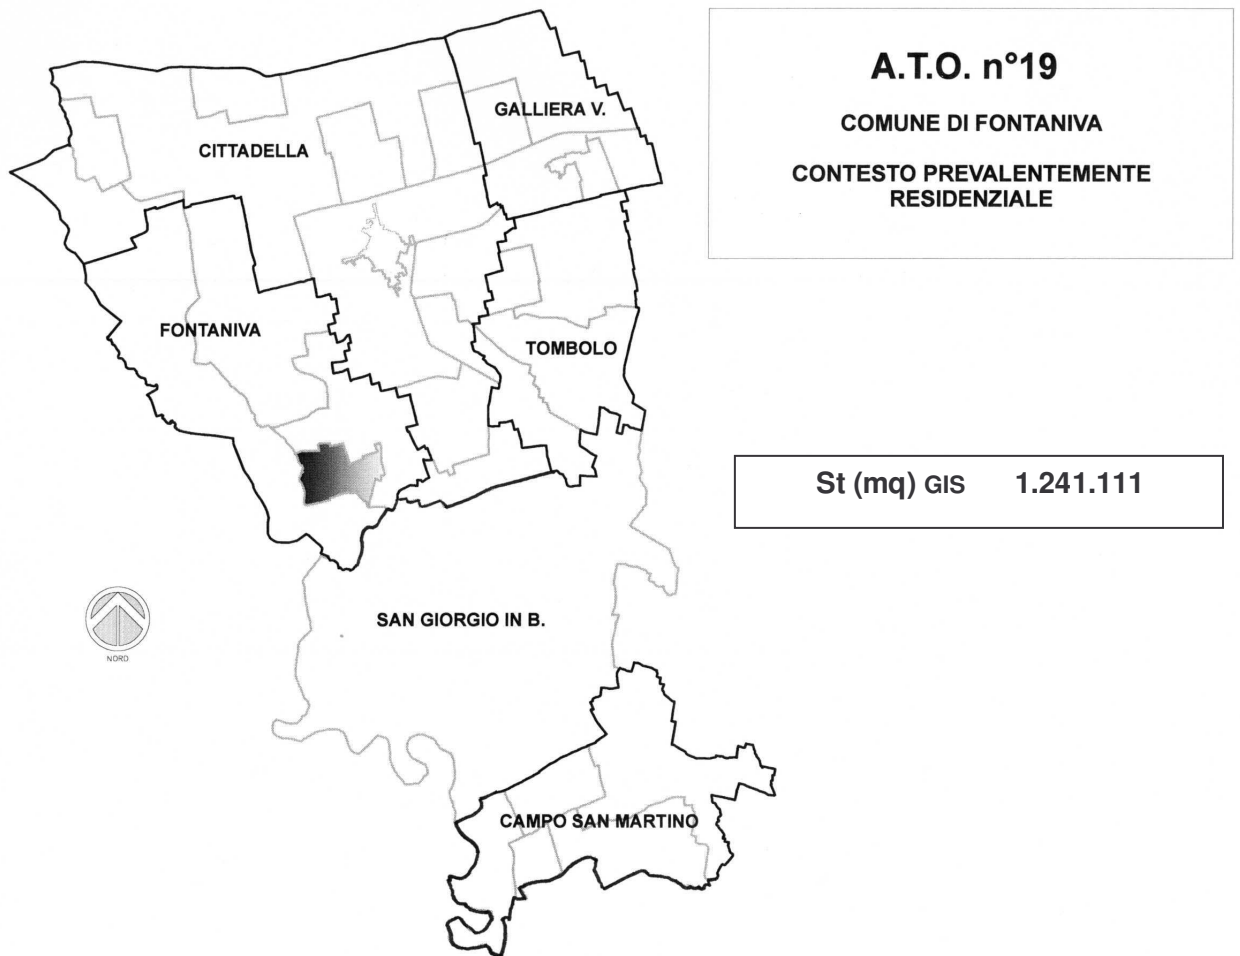 A.T.O. n°19
COMUNE DI FONTANIVA
CONTESTO PREVALENTEMENTE
RESIDENZIALE
GALLIERA V.
CITTADELLA
FONTANIVA
TOMBOLO
St (mq) GIS 1.241.111
SAN GIORGIO IN B.
NORD
CAMPO SAN MARTINO